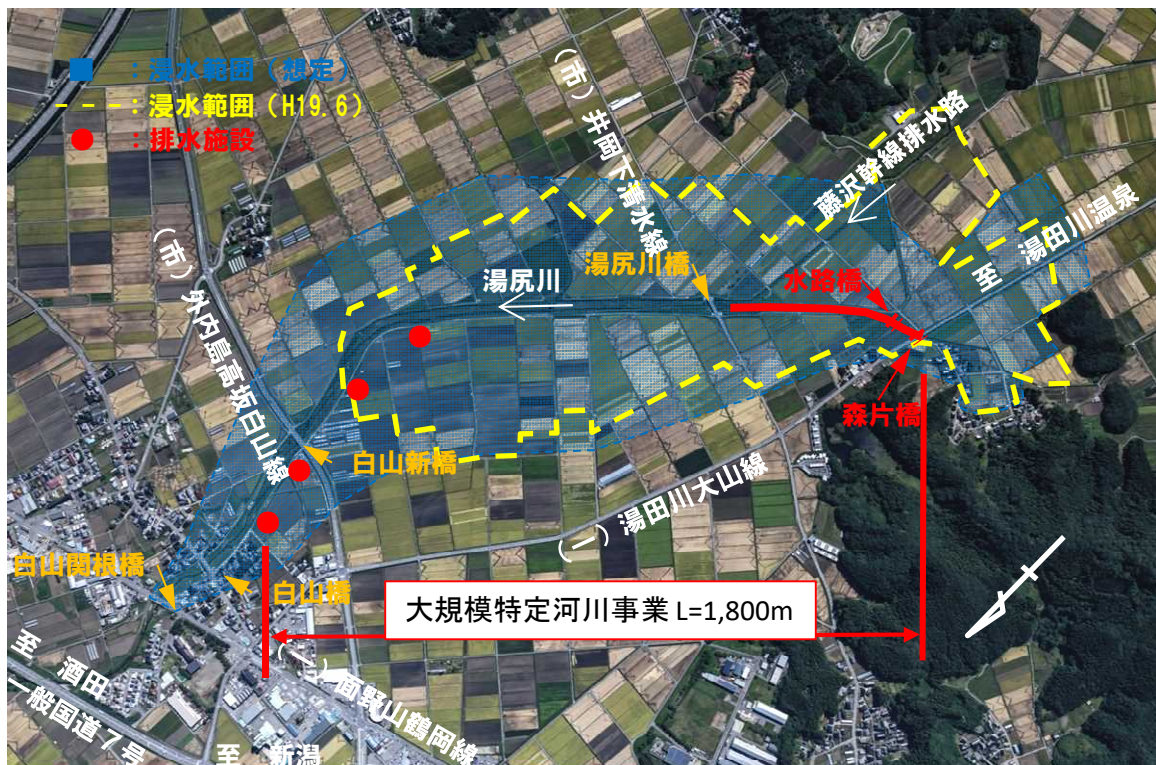 ■ ：浸水範囲（想定）
- - -：浸水範囲（H19.6）
● ：排水施設
（市）井岡下清水線
藤沢幹線排水路
至 湯田川温泉
（市）外内島高坂白山線
湯尻川
湯尻川橋
水路橋
森片橋
白山新橋
（一）湯田川大山線
白山関根橋
白山橋
大規模特定河川事業 L=1,800m
（一）面野山鶴岡線
至 酒田
一般国道７号
至 新潟